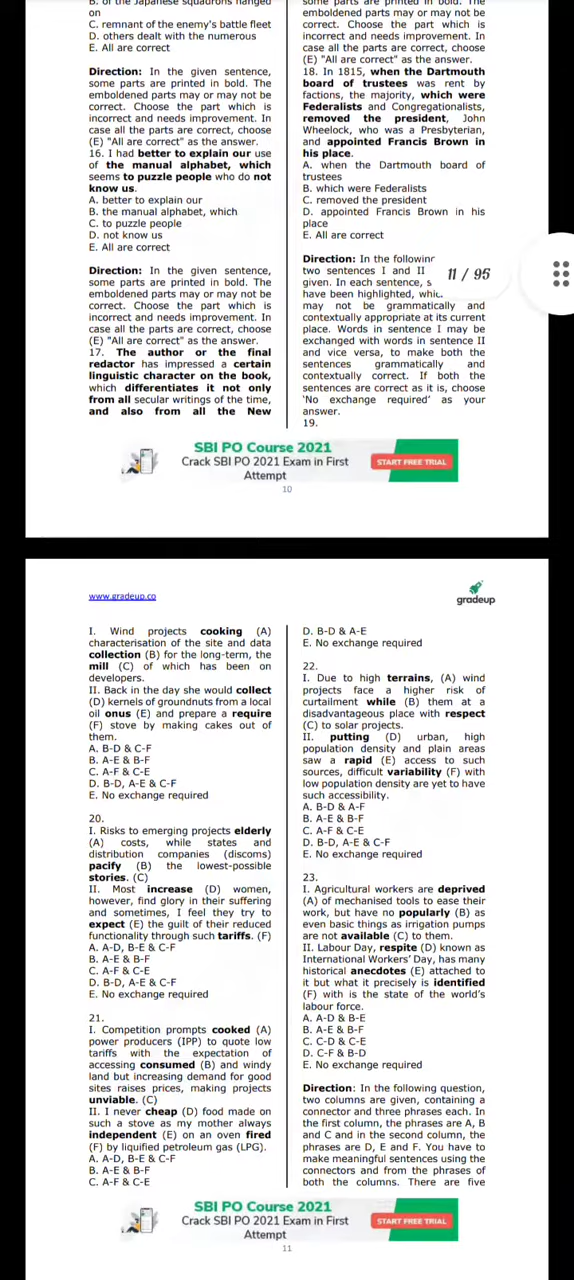 B. of the Japanese squadrons hanged
on
C. remnant of the enemy's battle fleet
D. others dealt with the numerous
E. All are correct
Direction: In the given sentence,
some parts are printed in bold. The
emboldened parts may or may not be
correct. Choose the part which is
incorrect and needs improvement. In
case all the parts are correct, choose
(E) "All are correct" as the answer.
16. I had better to explain our use
of the manual alphabet, which
seems to puzzle people who do not
know us.
A. better to explain our
B. the manual alphabet, which
C. to puzzle people
D. not know us
E. All are correct
Direction: In the given sentence,
some parts are printed in bold. The
emboldened parts may or may not be
correct. Choose the part which is
incorrect and needs improvement. In
case all the parts are correct, choose
(E) "All are correct" as the answer.
17. The author or the final
redactor has impressed a certain
linguistic character on the book,
which differentiates it not only
from all secular writings of the time,
and also from all the New
some parts are printed in bold. The
emboldened parts may or may not be
correct. Choose the part which is
incorrect and needs improvement. In
case all the parts are correct, choose
(E) "All are correct" as the answer.
18. In 1815, when the Dartmouth
board of trustees was rent by
factions, the majority, which were
Federalists and Congregationalists,
removed the president, John
Wheelock, who was a Presbyterian,
and appointed Francis Brown in
his place.
A. when the Dartmouth board of
trustees
B. which were Federalists
C. removed the president
D. appointed Francis Brown in his
place
E. All are correct
Direction: In the following
two sentences I and II
given. In each sentence, s
have been highlighted, whic
may not be grammatically and
contextually appropriate at its current
place. Words in sentence I may be
exchanged with words in sentence II
and vice versa, to make both the
sentences grammatically and
contextually correct. If both the
sentences are correct as it is, choose
'No exchange required' as your
answer.
19.
11 / 95
SBI PO Course 2021
Crack SBI PO 2021 Exam in First
Attempt
START FREE TRIAL
10
www.gradeup.co
gradeup
I. Wind projects cooking (A)
characterisation of the site and data
collection (B) for the long-term, the
mill (C) of which has been on
developers.
II. Back in the day she would collect
(D) kernels of groundnuts from a local
oil onus (E) and prepare a require
(F) stove by making cakes out of
them.
A. B-D & C-F
B. A-E & B-F
C. A-F & C-E
D. B-D, A-E & C-F
E. No exchange required
20.
I. Risks to emerging projects elderly
(A) costs, while states and
distribution companies (discoms)
pacify (B) the lowest-possible
stories. (C)
II. Most increase (D) women,
however, find glory in their suffering
and sometimes, I feel they try to
expect (E) the guilt of their reduced
functionality through such tariffs. (F)
A. A-D, B-E & C-F
B. A-E & B-F
C. A-F & C-E
D. B-D, A-E & C-F
E. No exchange required
21.
I. Competition prompts cooked (A)
power producers (IPP) to quote low
tariffs with the expectation of
accessing consumed (B) and windy
land but increasing demand for good
sites raises prices, making projects
unviable. (C)
II. I never cheap (D) food made on
such a stove as my mother always
independent (E) on an oven fired
(F) by liquified petroleum gas (LPG).
A. A-D, B-E & C-F
B. A-E & B-F
C. A-F & C-E
D. B-D & A-E
E. No exchange required
22.
I. Due to high terrains, (A) wind
projects face a higher risk of
curtailment while (B) them at a
disadvantageous place with respect
(C) to solar projects.
II. putting (D) urban, high
population density and plain areas
saw a rapid (E) access to such
sources, difficult variability (F) with
low population density are yet to have
such accessibility.
A. B-D & A-F
B. A-E & B-F
C. A-F & C-E
D. B-D, A-E & C-F
E. No exchange required
23.
I. Agricultural workers are deprived
(A) of mechanised tools to ease their
work, but have no popularly (B) as
even basic things as irrigation pumps
are not available (C) to them.
II. Labour Day, respite (D) known as
International Workers' Day, has many
historical anecdotes (E) attached to
it but what it precisely is identified
(F) with is the state of the world's
labour force.
A. A-D & B-E
B. A-E & B-F
C. C-D & C-E
D. C-F & B-D
E. No exchange required
Direction: In the following question,
two columns are given, containing a
connector and three phrases each. In
the first column, the phrases are A, B
and C and in the second column, the
phrases are D, E and F. You have to
make meaningful sentences using the
connectors and from the phrases of
both the columns. There are five
SBI PO Course 2021
Crack SBI PO 2021 Exam in First
Attempt
START FREE TRIAL
11